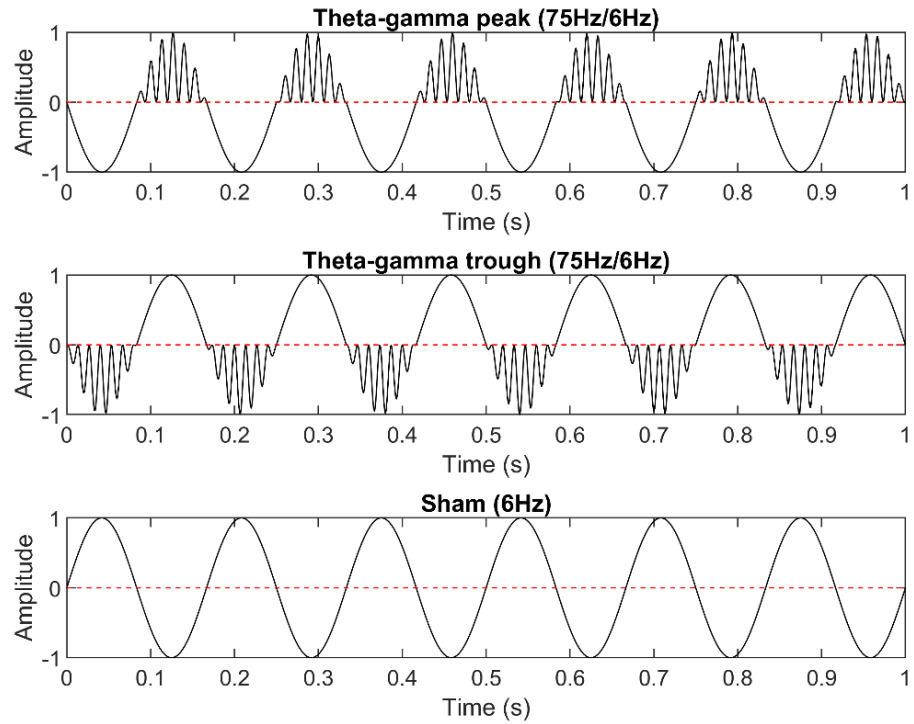 Theta-gamma peak (75Hz/6Hz)
Amplitude
1
0
-1
0 0.1 0.2 0.3 0.4 0.5 0.6 0.7 0.8 0.9 1
Time (s)
Theta-gamma trough (75Hz/6Hz)
Amplitude
1
0
-1
0 0.1 0.2 0.3 0.4 0.5 0.6 0.7 0.8 0.9 1
Time (s)
Sham (6Hz)
Amplitude
1
0
-1
0 0.1 0.2 0.3 0.4 0.5 0.6 0.7 0.8 0.9 1
Time (s)